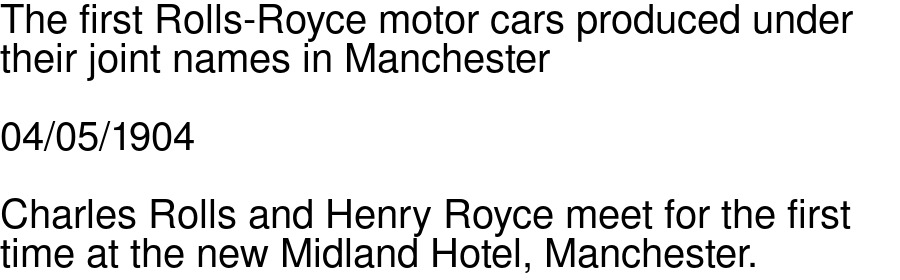 The first Rolls-Royce motor cars produced under
their joint names in Manchester
04/05/1904
Charles Rolls and Henry Royce meet for the first
time at the new Midland Hotel, Manchester.